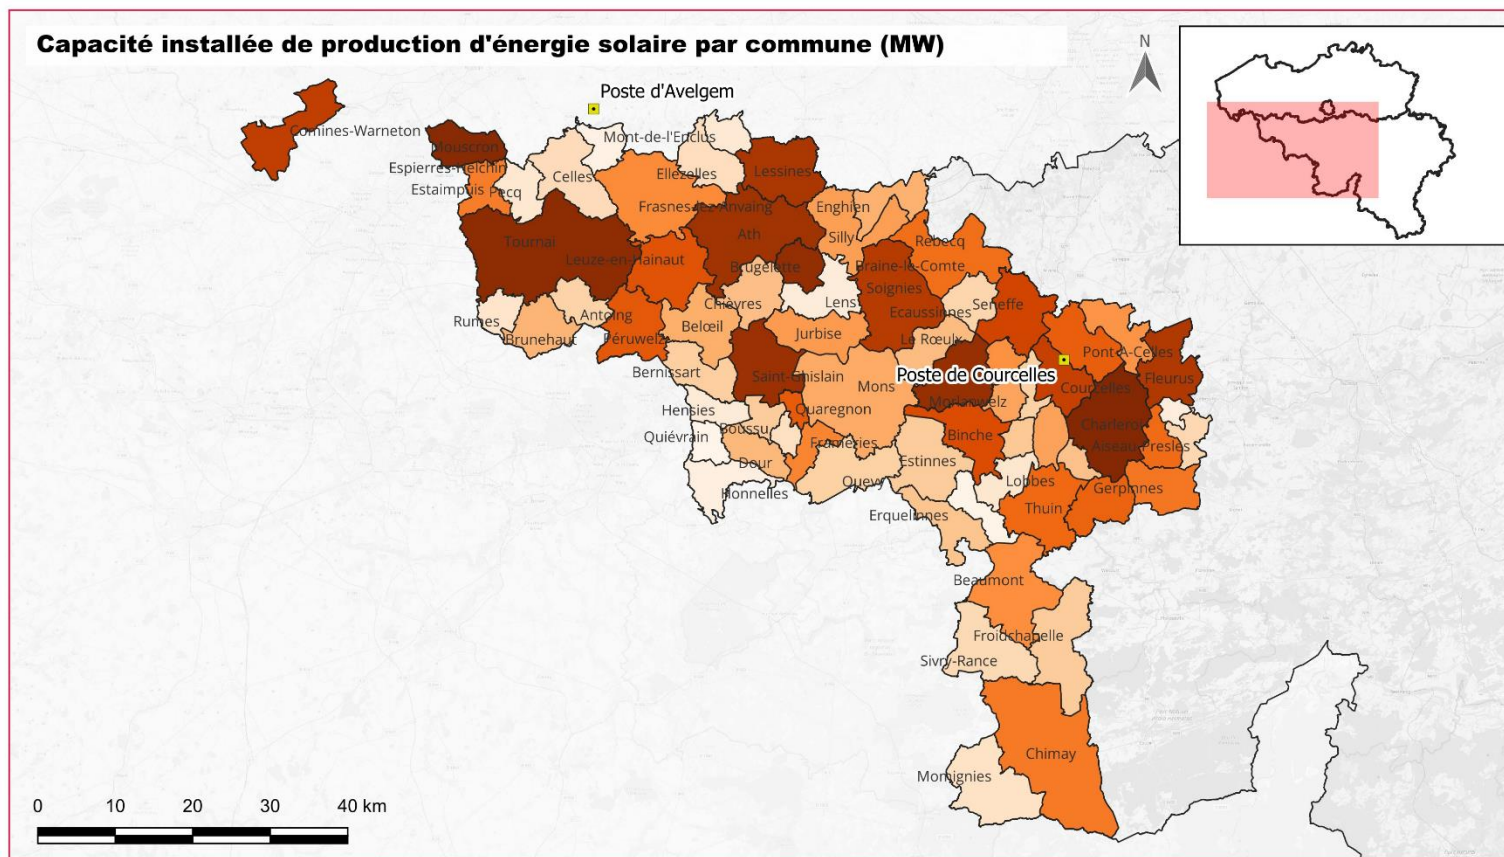 Capacité installée de production d'énergie solaire par commune (MW)
N
Poste d'Avelgem
Comines-Warneton
Mouscron
Mont-de-l'Enclus
Espierres-Helchin
Estaimpuis
Pecq
Celles
Ellezelles
Lessines
Frasnes-lez-Anvaing
Enghien
Tournai
Ath
Silly
Rebecq
Leuze-en-Hainaut
Brugelette
Braine-le-Comte
Soignies
Chièvres
Lens
Ecaussinnes
Seneffe
Rumes
Antoing
Brunehaut
Péruwelz
Belœil
Jurbise
Le Rœulx
Pont-A-Celles
Bernissart
Saint-Ghislain
Mons
Poste de Courcelles
Courcelles
Fleurus
Hensies
Quaregnon
Morlanwelz
Quiévrain
Boussu
Frameries
Binche
Charleroi
Aiseau-Presles
Dour
Quevy
Estinnes
Honnelles
Lobbes
Gerpinnes
Erquelinnes
Thuin
Beaumont
Froidchapelle
Sivry-Rance
Chimay
Momignies
0 10 20 30 40 km